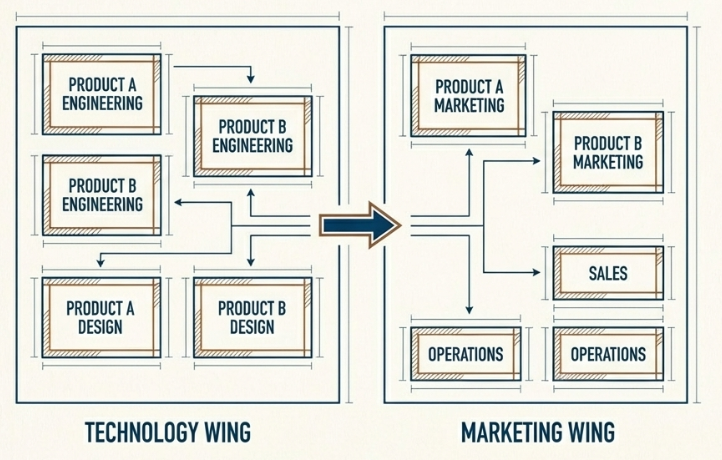 PRODUCT A
ENGINEERING
PRODUCT B
ENGINEERING
PRODUCT B
ENGINEERING
PRODUCT A
DESIGN
PRODUCT B
DESIGN
TECHNOLOGY WING
PRODUCT A
MARKETING
PRODUCT B
MARKETING
SALES
OPERATIONS
OPERATIONS
MARKETING WING